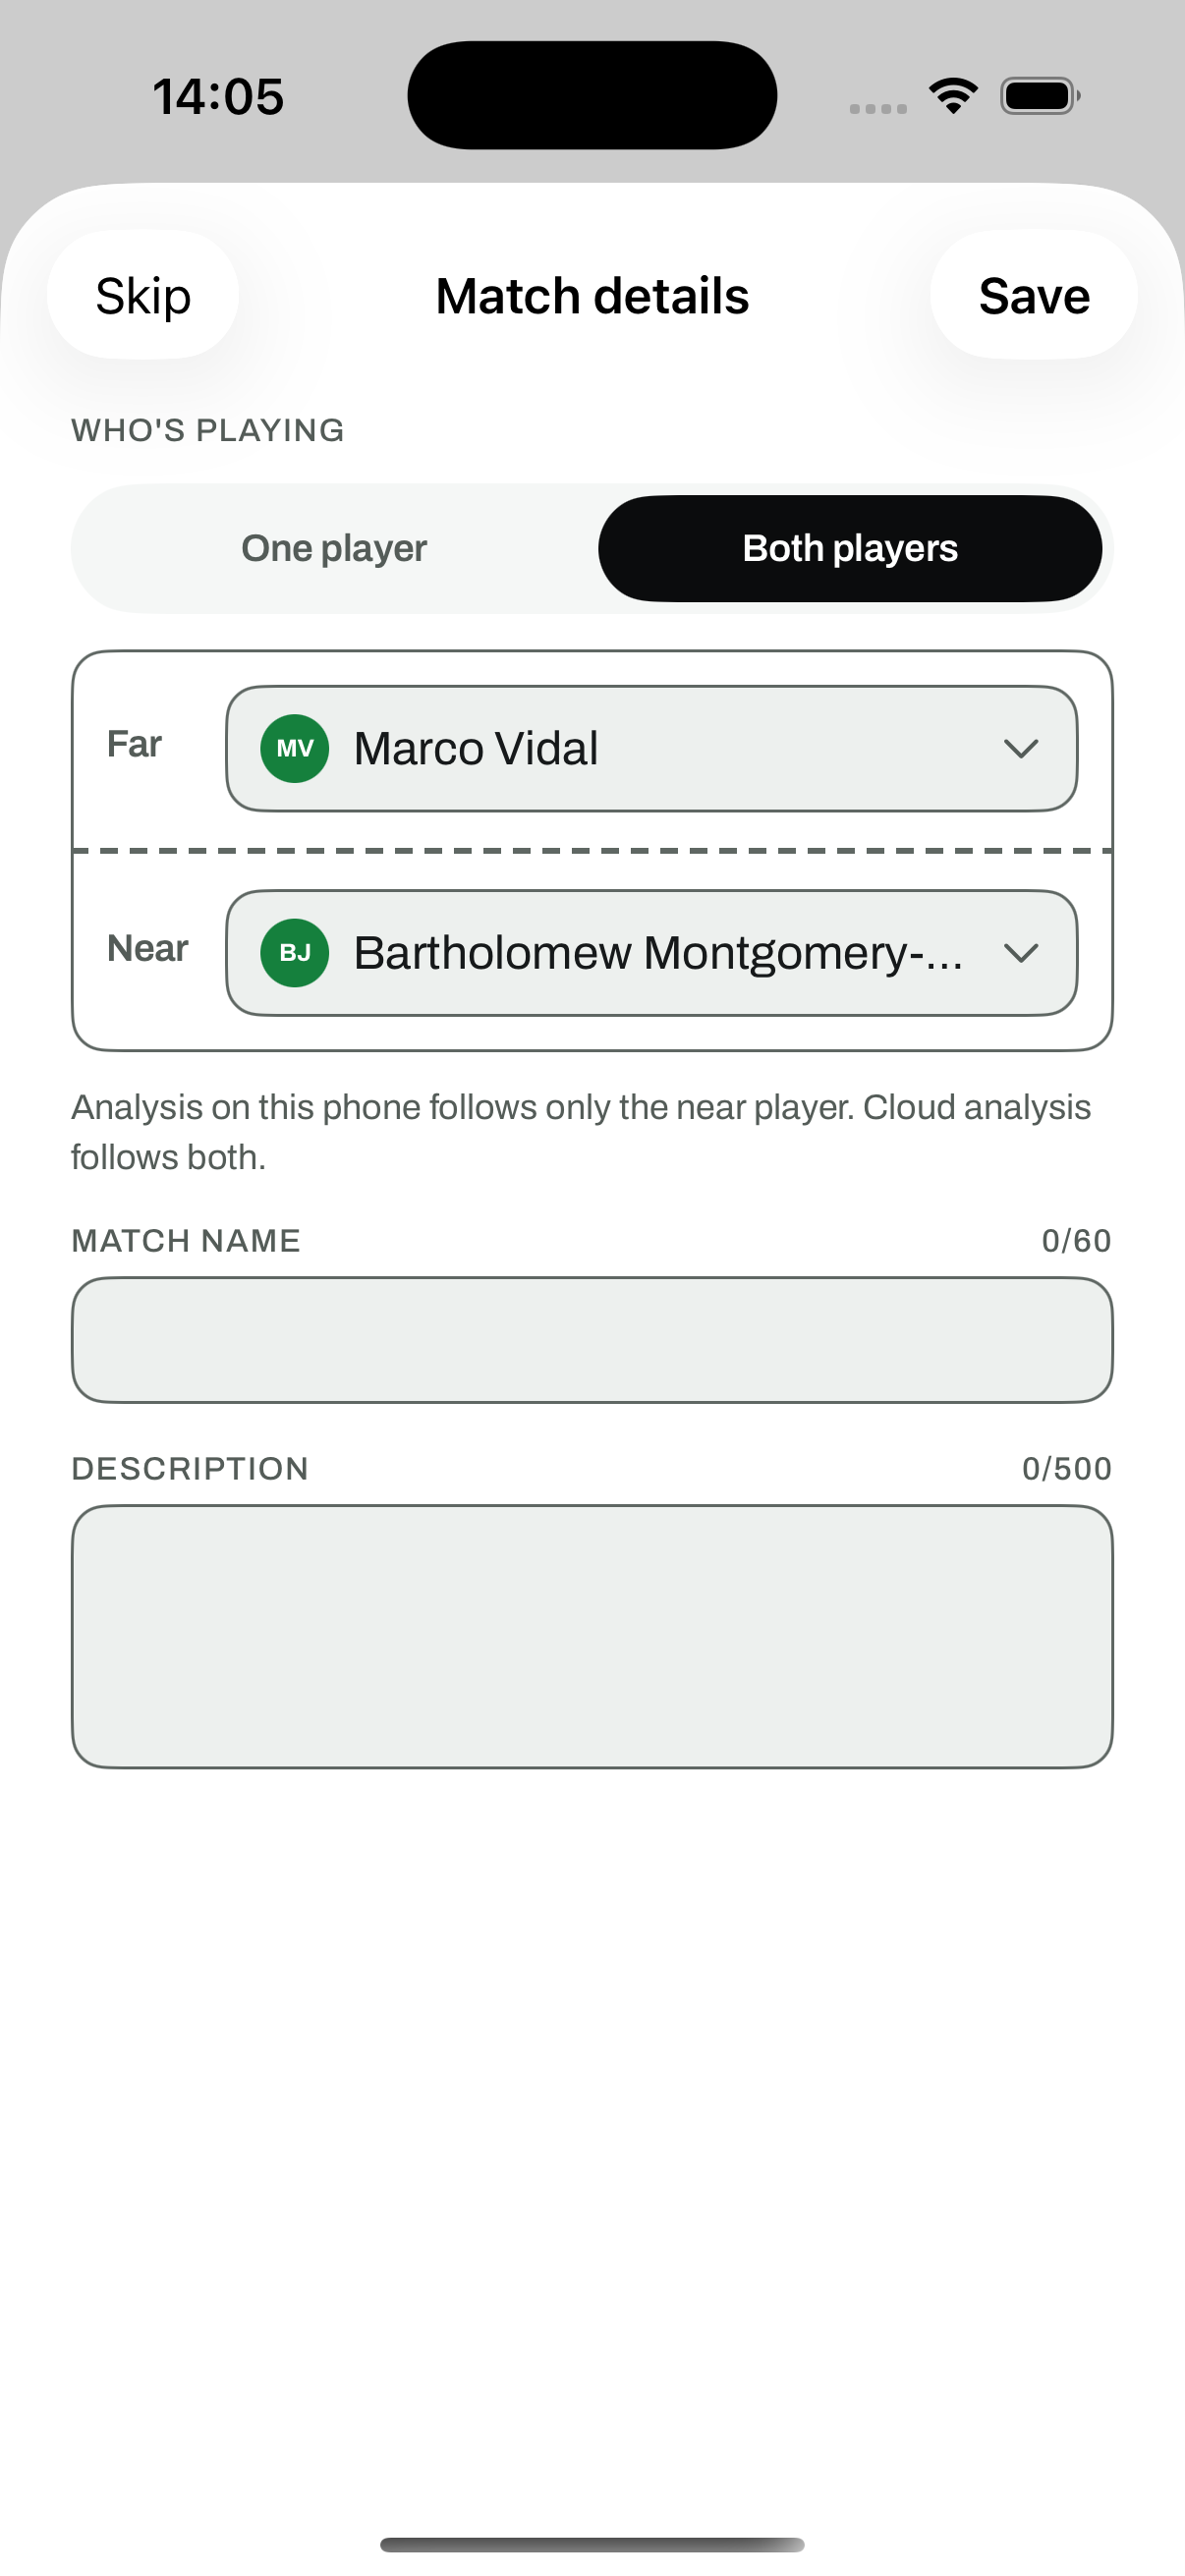 14:05
Skip
Match details
Save
WHO'S PLAYING
One player
Both players
Far
MV
Marco Vidal
Near
BJ
Bartholomew Montgomery-...
Analysis on this phone follows only the near player. Cloud analysis
follows both.
MATCH NAME
0/60
DESCRIPTION
0/500